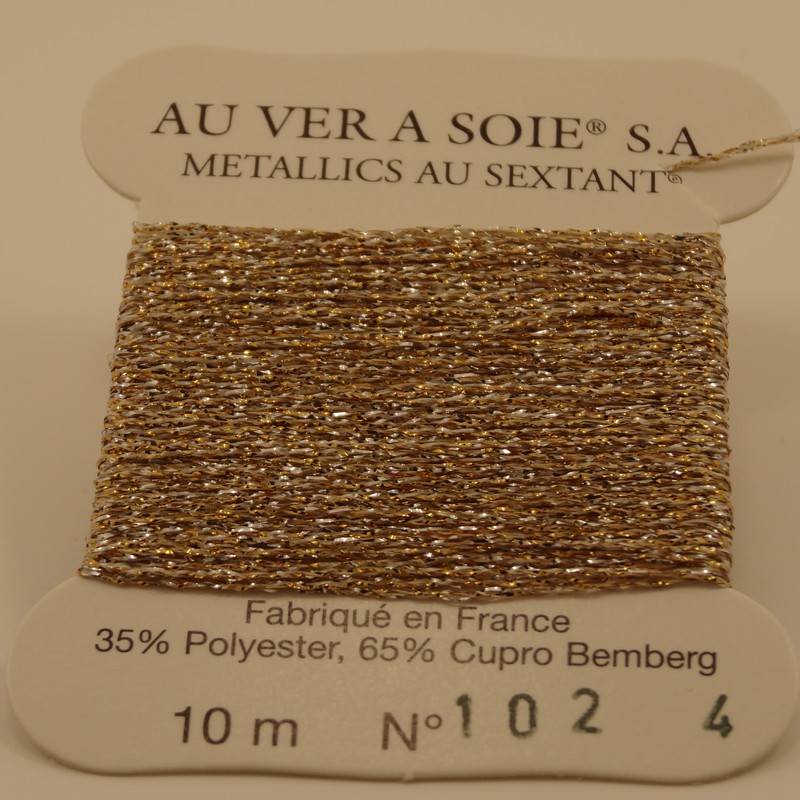 AU VER A SOIE® S.A.
METALLICS AU SEXTANT®
Fabriqué en France
35% Polyester, 65% Cupro Bemberg
10 m N° 102 4